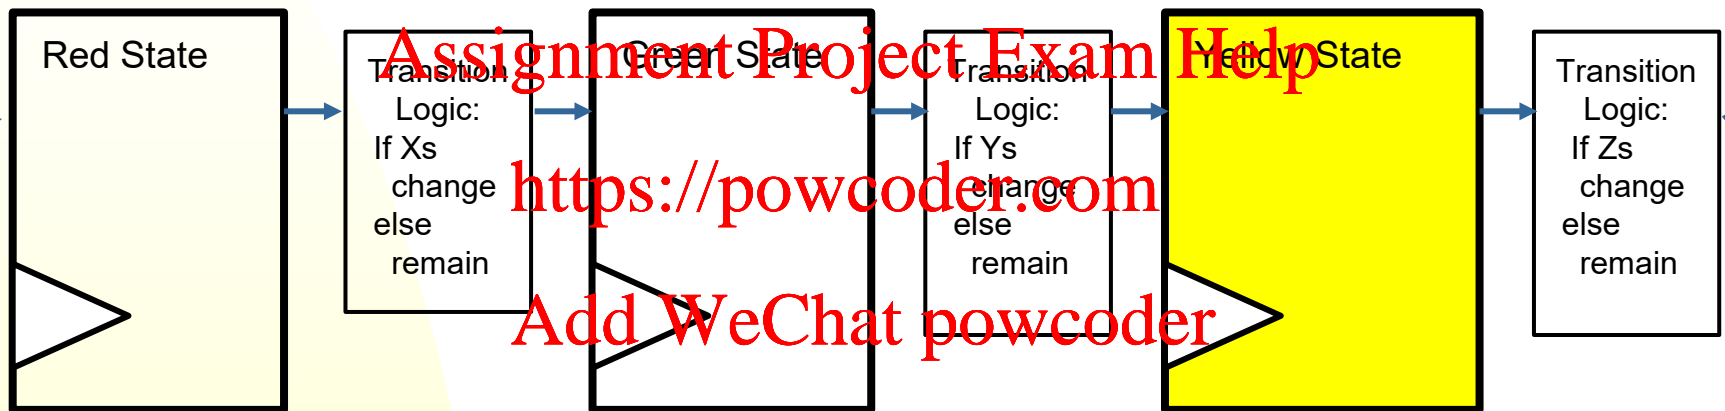 Red State
Transition
Logic:
If Xs
change
else
remain
Green State
Transition
Logic:
If Ys
change
else
remain
Yellow State
Transition
Logic:
If Zs
change
else
remain
Assignment Project Exam Help
https://powcoder.com
Add WeChat powcoder